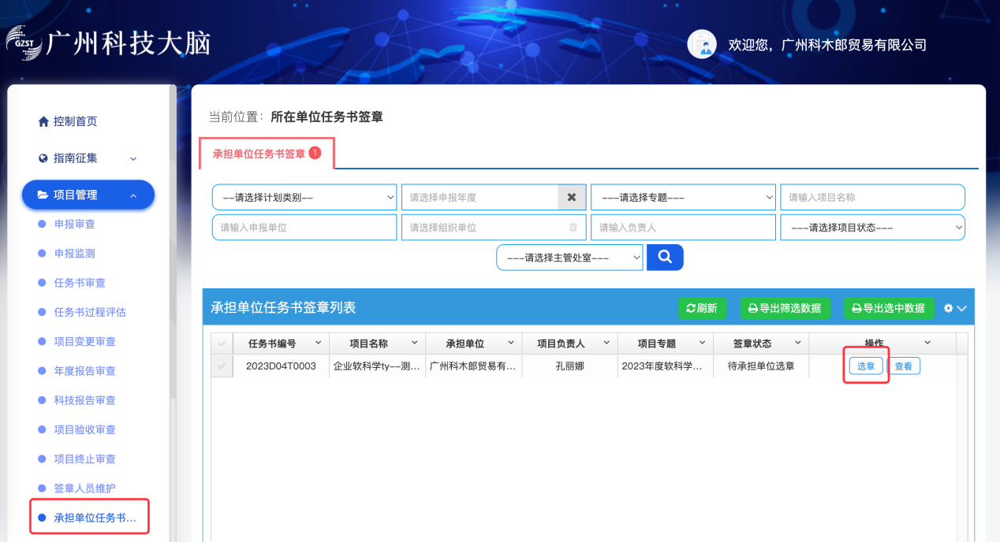 GZST 广州科技大脑
欢迎您，广州科木郎贸易有限公司
控制首页
指南征集
项目管理
申报审查
申报监测
任务书审查
任务书过程评估
项目变更审查
年度报告审查
科技报告审查
项目验收审查
项目终止审查
签章人员维护
承担单位任务书...
当前位置：所在单位任务书签章
承担单位任务书签章 1
--请选择计划类别-- 请选择申报年度 ---请选择专题--- 请输入项目名称
请输入申报单位 请选择组织单位 请输入负责人 ---请选择项目状态---
---请选择主管处室---
承担单位任务书签章列表 刷新 导出筛选数据 导出选中数据
任务书编号 项目名称 承担单位 项目负责人 项目专题 签章状态 操作
2023D04T0003 企业软科学ty--测... 广州科木郎贸易有... 孔丽娜 2023年度软科学... 待承担单位选章 选章 查看